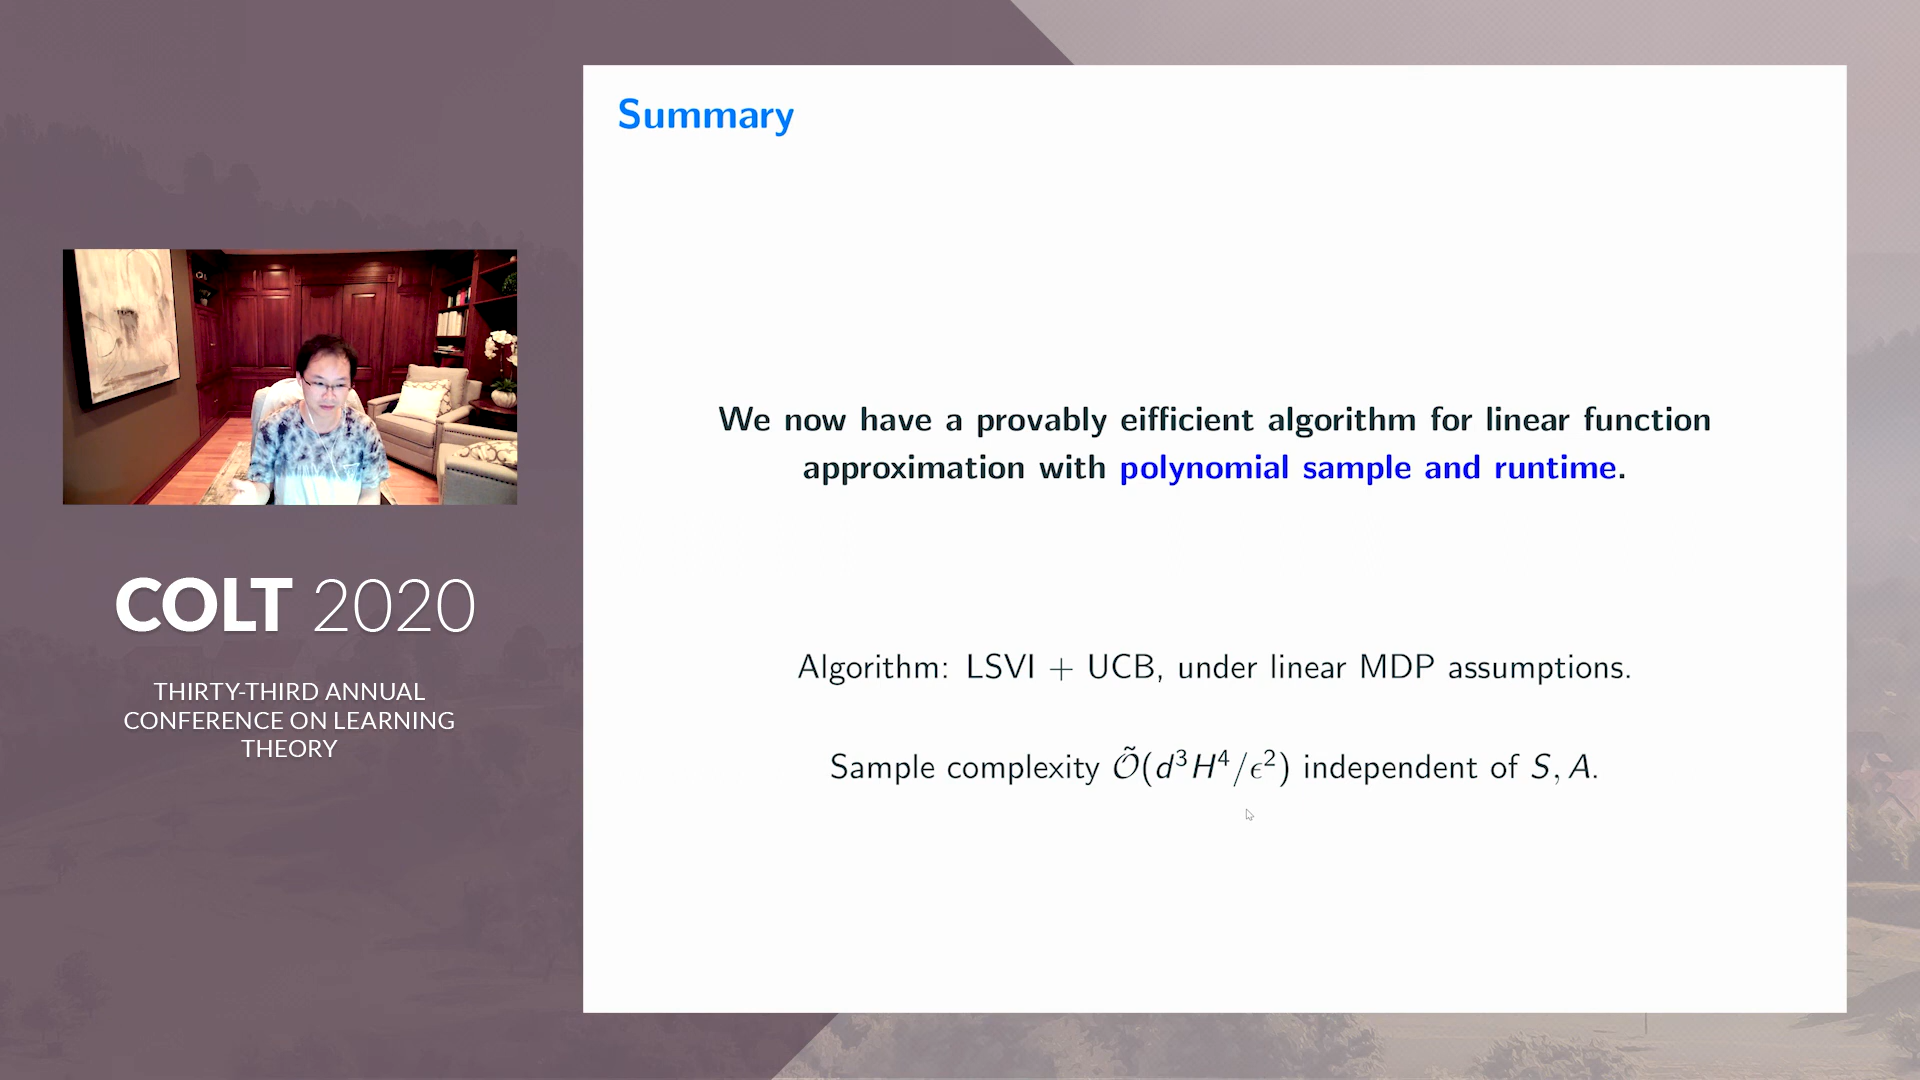 Summary
We now have a provably eifficient algorithm for linear function
approximation with polynomial sample and runtime.
Algorithm: LSVI + UCB, under linear MDP assumptions.
Sample complexity Õ(d³H⁴/ϵ²) independent of S, A.
COLT 2020
THIRTY-THIRD ANNUAL
CONFERENCE ON LEARNING
THEORY